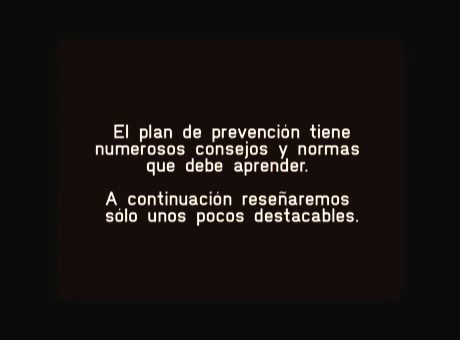 El plan de prevención tiene
numerosos consejos y normas
que debe aprender.
A continuación reseñaremos
sólo unos pocos destacables.